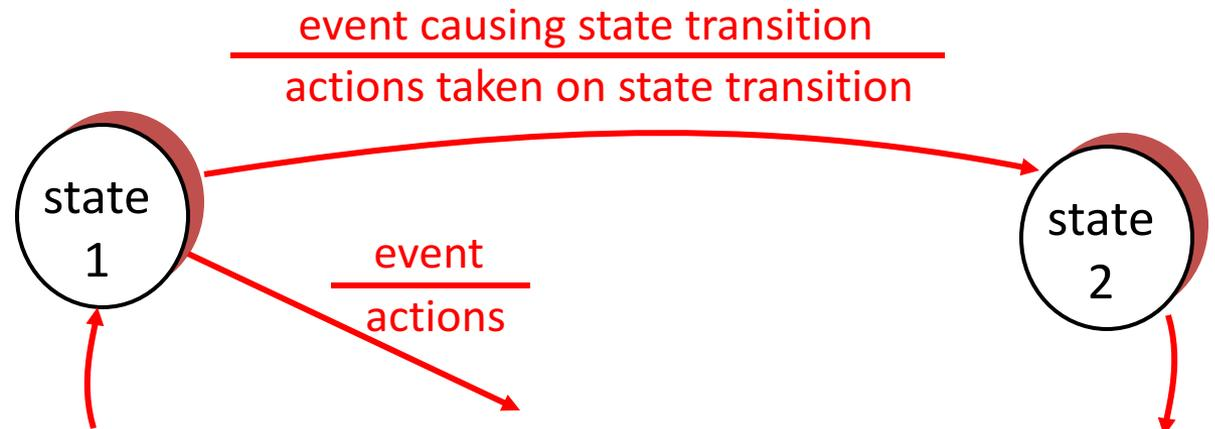 event causing state transition
actions taken on state transition
state
1
state
2
event
actions